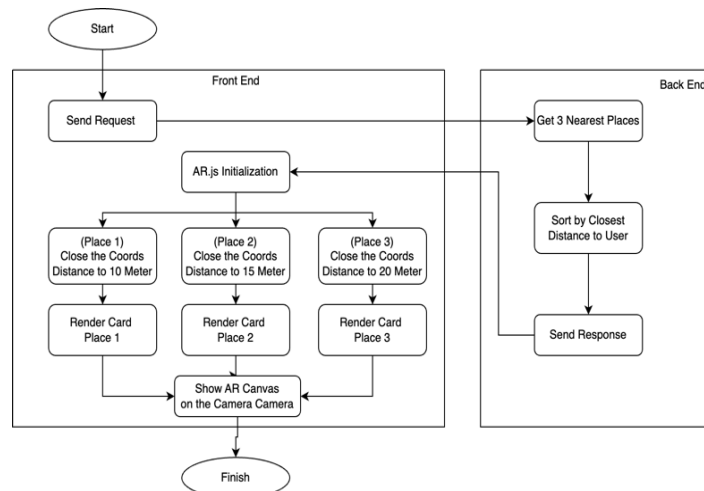 Start
Front End
Back End
Send Request
Get 3 Nearest Places
AR.js Initialization
Sort by Closest
Distance to User
(Place 1)
Close the Coords
Distance to 10 Meter
(Place 2)
Close the Coords
Distance to 15 Meter
(Place 3)
Close the Coords
Distance to 20 Meter
Render Card
Place 1
Render Card
Place 2
Render Card
Place 3
Send Response
Show AR Canvas
on the Camera Camera
Finish